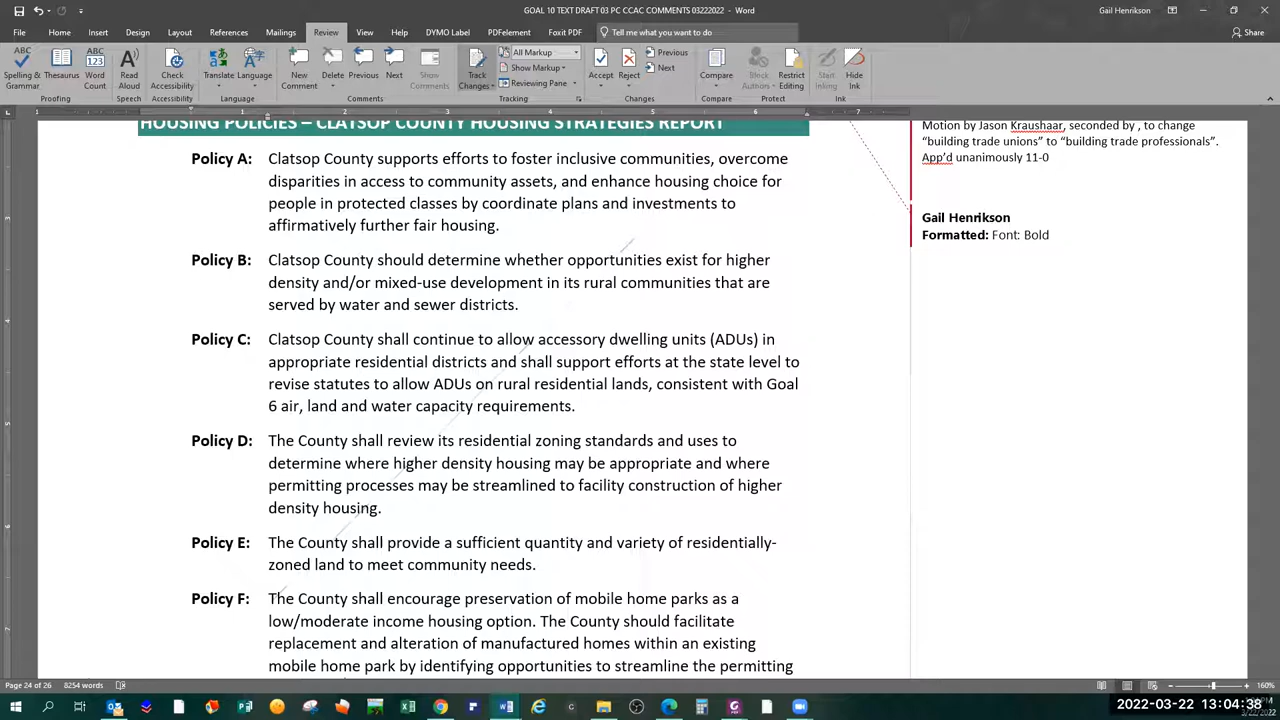 GOAL 10 TEXT DRAFT 03 PC CCAC COMMENTS 03222022 - Word
Gail Henrikson
File Home Insert Draw Design Layout References Mailings Review View Help DYMO Label PDFelement Foxit PDF Tell me what you want to do Share
Spelling & Grammar
Thesaurus
Word Count
Read Aloud
Check Accessibility
Translate
Language
New Comment
Delete
Previous
Next
Show Comments
Track Changes
All Markup
Show Markup
Reviewing Pane
Accept
Reject
Previous
Next
Compare
Block Authors
Restrict Editing
Start Inking
Hide Ink
Proofing Speech Accessibility Language Comments Tracking Changes Compare Protect Ink
HOUSING POLICIES – CLATSOP COUNTY HOUSING STRATEGIES REPORT
Policy A: Clatsop County supports efforts to foster inclusive communities, overcome
disparities in access to community assets, and enhance housing choice for
people in protected classes by coordinate plans and investments to
affirmatively further fair housing.
Policy B: Clatsop County should determine whether opportunities exist for higher
density and/or mixed-use development in its rural communities that are
served by water and sewer districts.
Policy C: Clatsop County shall continue to allow accessory dwelling units (ADUs) in
appropriate residential districts and shall support efforts at the state level to
revise statutes to allow ADUs on rural residential lands, consistent with Goal
6 air, land and water capacity requirements.
Policy D: The County shall review its residential zoning standards and uses to
determine where higher density housing may be appropriate and where
permitting processes may be streamlined to facility construction of higher
density housing.
Policy E: The County shall provide a sufficient quantity and variety of residentially-
zoned land to meet community needs.
Policy F: The County shall encourage preservation of mobile home parks as a
low/moderate income housing option. The County should facilitate
replacement and alteration of manufactured homes within an existing
mobile home park by identifying opportunities to streamline the permitting
Motion by Jason Kraushaar, seconded by , to change
“building trade unions” to “building trade professionals”.
App’d unanimously 11-0
Gail Henrikson
Formatted: Font: Bold
Page 24 of 26 8254 words
160%
2022-03-22 13:04:38